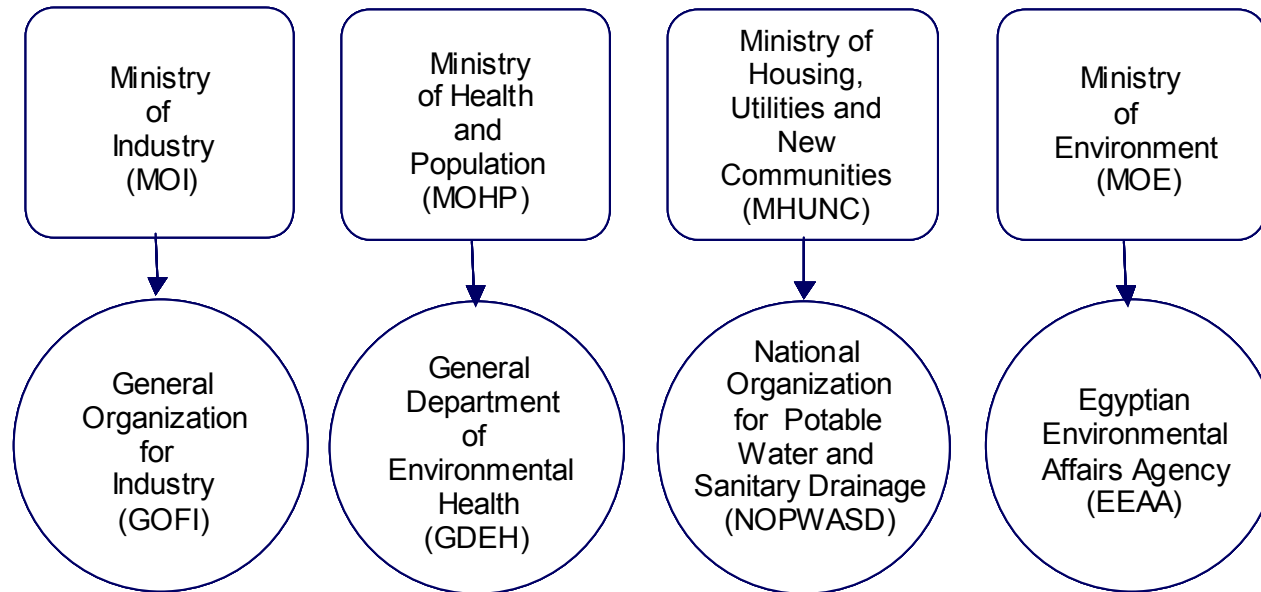 Ministry
of
Industry
(MOI)
Ministry
of Health
and
Population
(MOHP)
Ministry of
Housing,
Utilities and
New
Communities
(MHUNC)
Ministry
of
Environment
(MOE)
General
Organization
for
Industry
(GOFI)
General
Department
of
Environmental
Health
(GDEH)
National
Organization
for Potable
Water and
Sanitary Drainage
(NOPWASD)
Egyptian
Environmental
Affairs Agency
(EEAA)